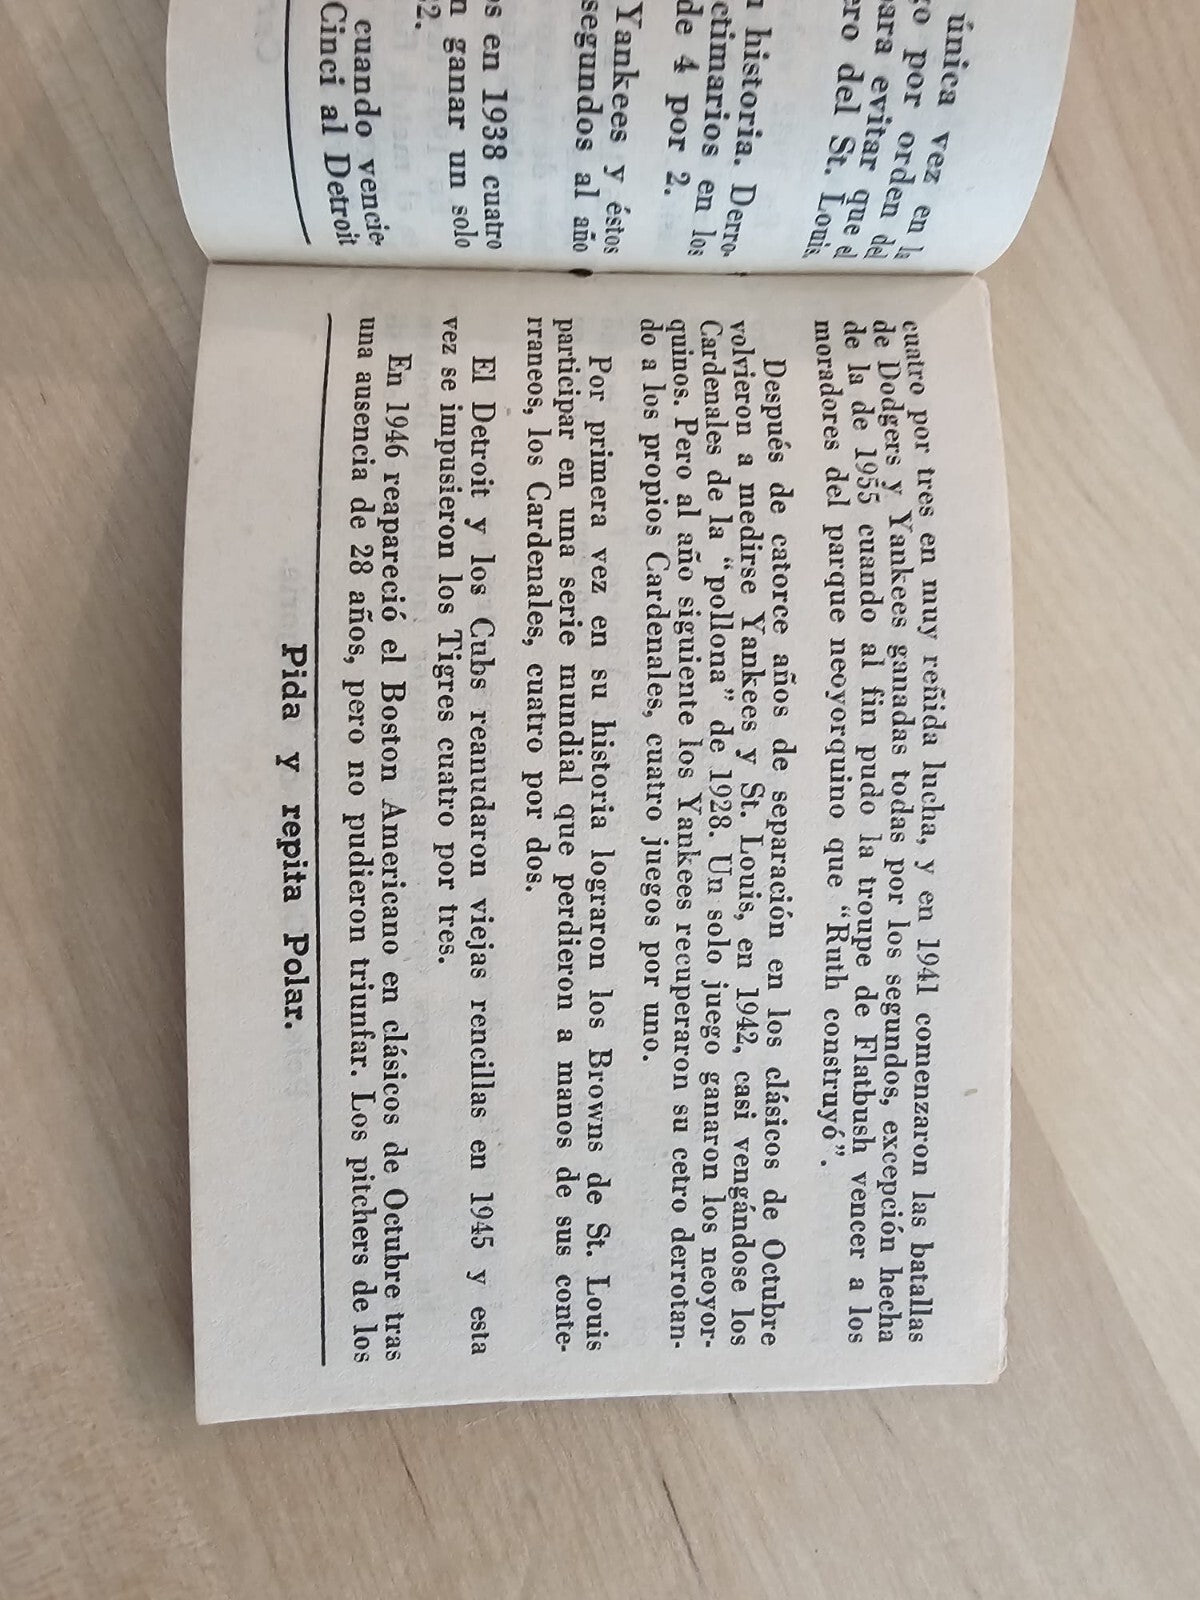 única vez en la
go por orden del
para evitar que el
ero del St. Louis,
historia. Derro-
ctimarios en los
de 4 por 2.
Yankees y éstos
segundos al año
os en 1938 cuatro
n ganar un solo
2.
cuando vencie-
Cinci al Detroit
cuatro por tres en muy reñida lucha, y en 1941 comenzaron las batallas
de Dodgers y Yankees ganadas todas por los segundos, excepción hecha
de la de 1955 cuando al fin pudo la troupe de Flatbush vencer a los
moradores del parque neoyorquino que “Ruth construyó”.
Después de catorce años de separación en los clásicos de Octubre
volvieron a medirse Yankees y St. Louis, en 1942, casi vengándose los
Cardenales de la “pollona” de 1928. Un solo juego ganaron los neoyor-
quinos. Pero al año siguiente los Yankees recuperaron su cetro derrotan-
do a los propios Cardenales, cuatro juegos por uno.
Por primera vez en su historia lograron los Browns de St. Louis
participar en una serie mundial que perdieron a manos de sus conte-
rraneos, los Cardenales, cuatro por dos.
El Detroit y los Cubs reanudaron viejas rencillas en 1945 y esta
vez se impusieron los Tigres cuatro por tres.
En 1946 reapareció el Boston Americano en clásicos de Octubre tras
una ausencia de 28 años, pero no pudieron triunfar. Los pitchers de los
Pida y repita Polar.